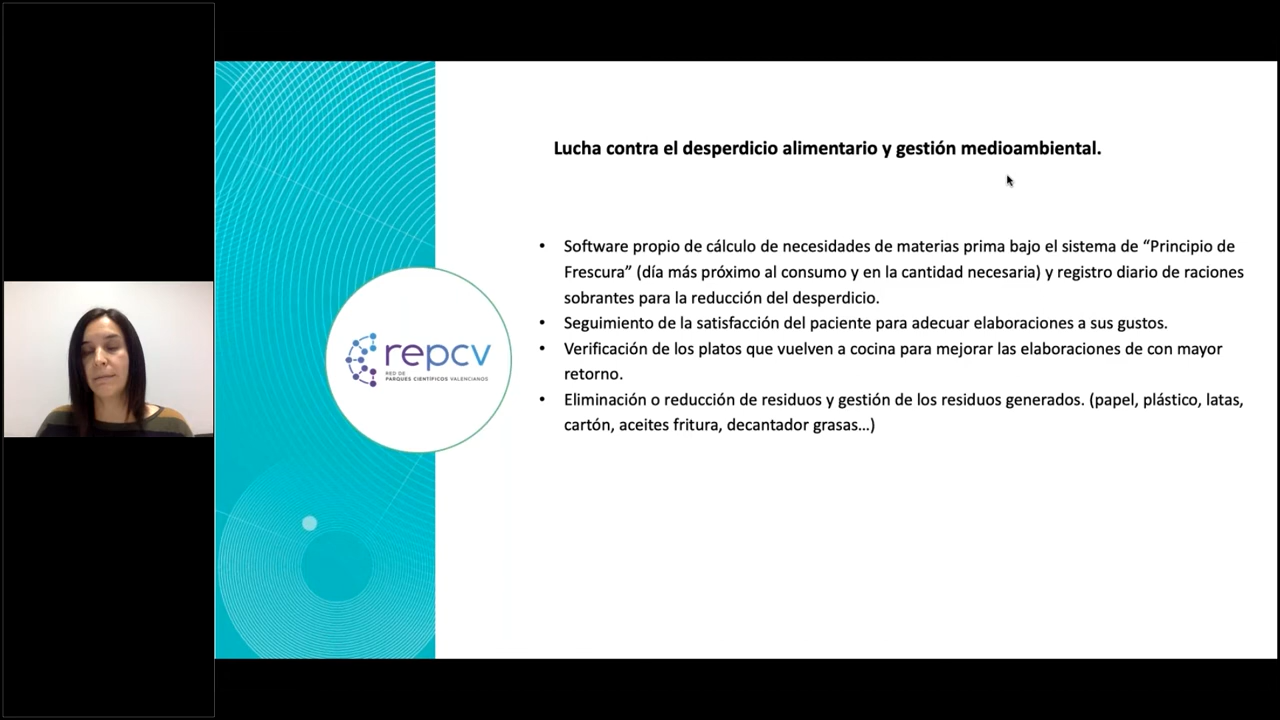 Lucha contra el desperdicio alimentario y gestión medioambiental.
• Software propio de cálculo de necesidades de materias prima bajo el sistema de “Principio de
Frescura” (día más próximo al consumo y en la cantidad necesaria) y registro diario de raciones
sobrantes para la reducción del desperdicio.
• Seguimiento de la satisfacción del paciente para adecuar elaboraciones a sus gustos.
• Verificación de los platos que vuelven a cocina para mejorar las elaboraciones de con mayor
retorno.
• Eliminación o reducción de residuos y gestión de los residuos generados. (papel, plástico, latas,
cartón, aceites fritura, decantador grasas…)
repcv
RED DE
PARQUES CIENTÍFICOS VALENCIANOS